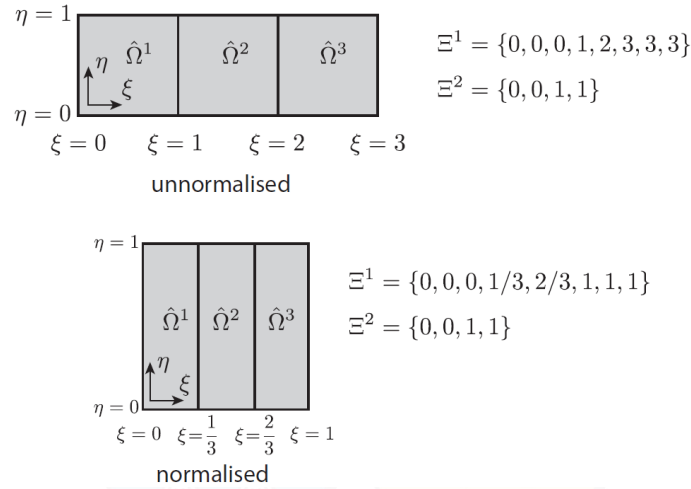 η = 1
Ω̂¹ Ω̂² Ω̂³
η
ξ
η = 0
ξ = 0 ξ = 1 ξ = 2 ξ = 3
unnormalised
Ξ¹ = {0, 0, 0, 1, 2, 3, 3, 3}
Ξ² = {0, 0, 1, 1}
η = 1
Ω̂¹ Ω̂² Ω̂³
η
ξ
η = 0
ξ = 0 ξ = 1/3 ξ = 2/3 ξ = 1
normalised
Ξ¹ = {0, 0, 0, 1/3, 2/3, 1, 1, 1}
Ξ² = {0, 0, 1, 1}